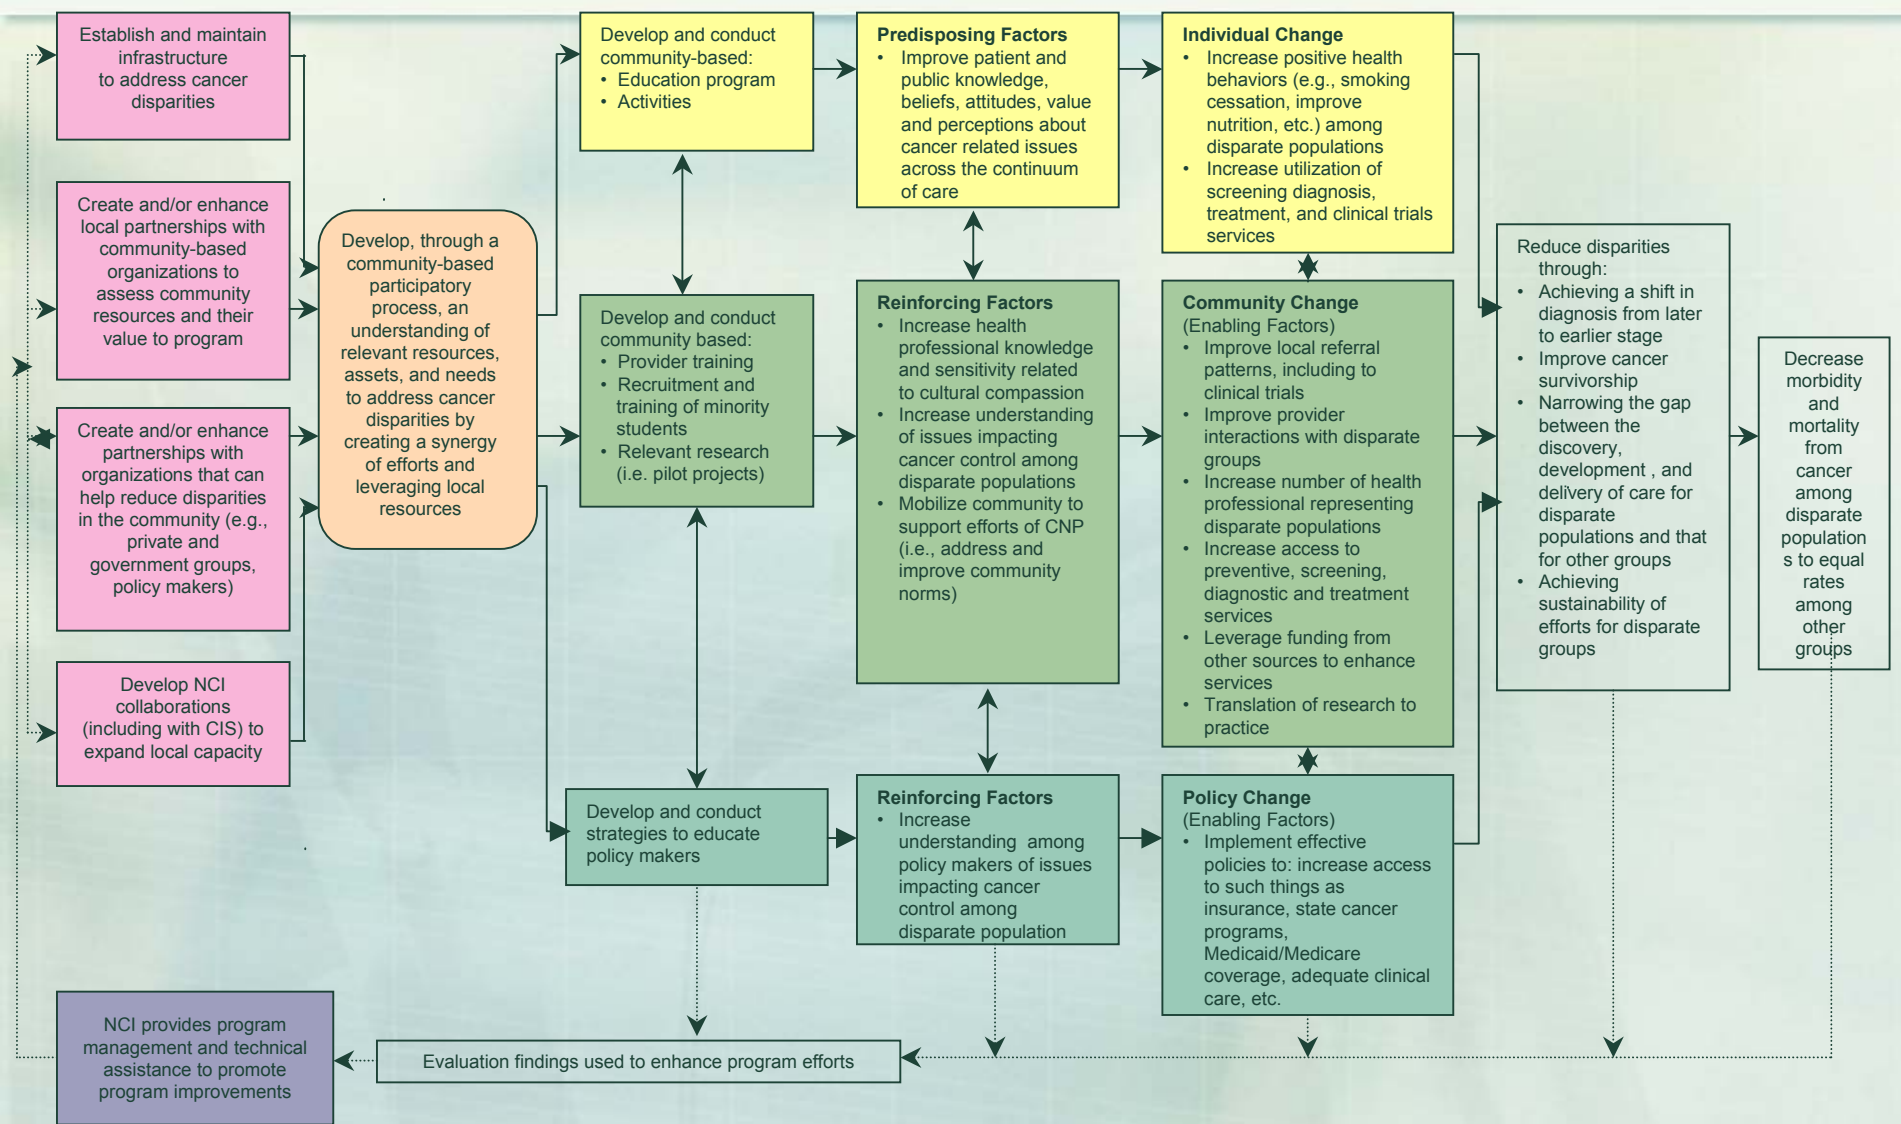 Establish and maintain
infrastructure
to address cancer
disparities
Create and/or enhance
local partnerships with
community-based
organizations to
assess community
resources and their
value to program
Create and/or enhance
partnerships with
organizations that can
help reduce disparities
in the community (e.g.,
private and
government groups,
policy makers)
Develop NCI
collaborations
(including with CIS) to
expand local capacity
NCI provides program
management and technical
assistance to promote
program improvements
Develop, through a
community-based
participatory
process, an
understanding of
relevant resources,
assets, and needs
to address cancer
disparities by
creating a synergy
of efforts and
leveraging local
resources
Develop and conduct
community-based:
• Education program
• Activities
Develop and conduct
community based:
• Provider training
• Recruitment and
training of minority
students
• Relevant research
(i.e. pilot projects)
Develop and conduct
strategies to educate
policy makers
Predisposing Factors
• Improve patient and
public knowledge,
beliefs, attitudes, value
and perceptions about
cancer related issues
across the continuum
of care
Reinforcing Factors
• Increase health
professional knowledge
and sensitivity related
to cultural compassion
• Increase understanding
of issues impacting
cancer control among
disparate populations
• Mobilize community to
support efforts of CNP
(i.e., address and
improve community
norms)
Reinforcing Factors
• Increase
understanding among
policy makers of issues
impacting cancer
control among
disparate population
Individual Change
• Increase positive health
behaviors (e.g., smoking
cessation, improve
nutrition, etc.) among
disparate populations
• Increase utilization of
screening diagnosis,
treatment, and clinical trials
services
Community Change
(Enabling Factors)
• Improve local referral
patterns, including to
clinical trials
• Improve provider
interactions with disparate
groups
• Increase number of health
professional representing
disparate populations
• Increase access to
preventive, screening,
diagnostic and treatment
services
• Leverage funding from
other sources to enhance
services
• Translation of research to
practice
Policy Change
(Enabling Factors)
• Implement effective
policies to: increase access
to such things as
insurance, state cancer
programs,
Medicaid/Medicare
coverage, adequate clinical
care, etc.
Reduce disparities
through:
• Achieving a shift in
diagnosis from later
to earlier stage
• Improve cancer
survivorship
• Narrowing the gap
between the
discovery,
development , and
delivery of care for
disparate
populations and that
for other groups
• Achieving
sustainability of
efforts for disparate
groups
Decrease
morbidity
and
mortality
from
cancer
among
disparate
population
s to equal
rates
among
other
groups
Evaluation findings used to enhance program efforts